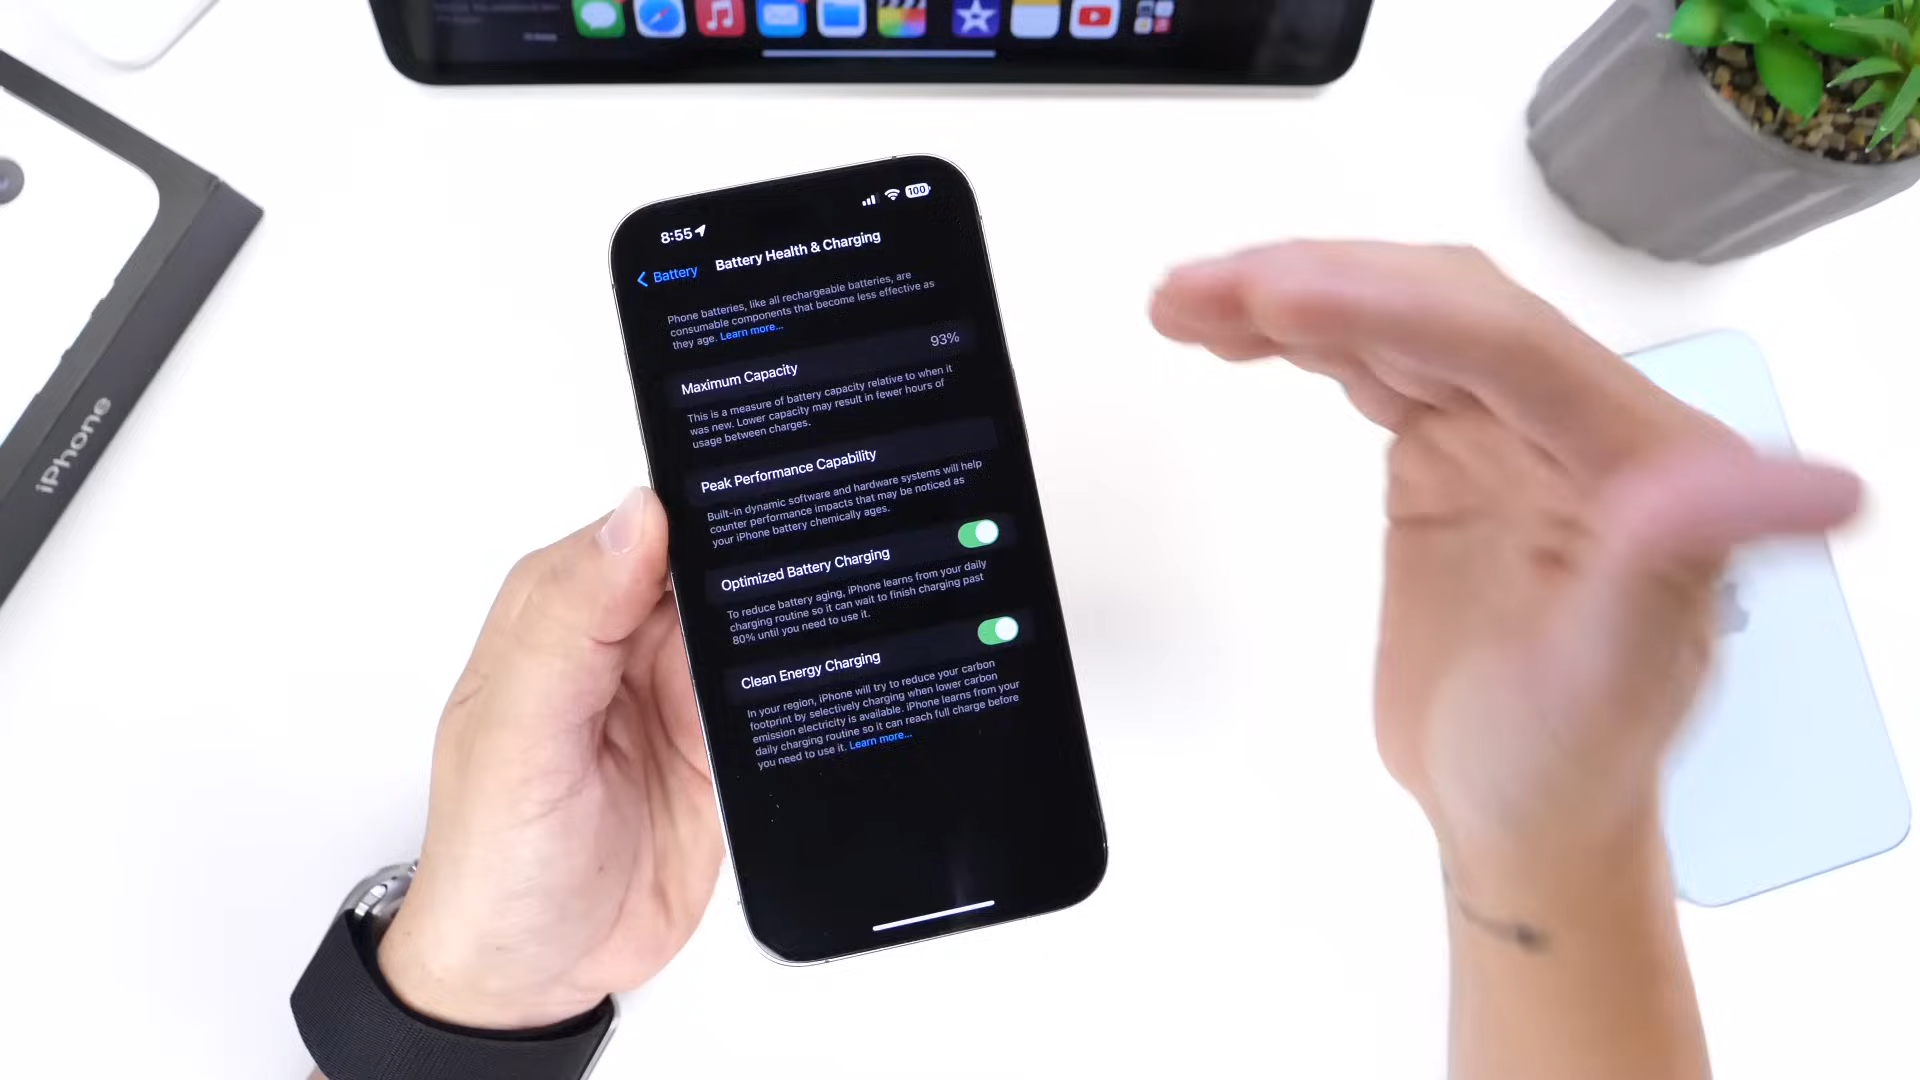 8:55
100
Battery
Battery Health & Charging
Phone batteries, like all rechargeable batteries, are
consumable components that become less effective as
they age. Learn more...
Maximum Capacity
93%
This is a measure of battery capacity relative to when it
was new. Lower capacity may result in fewer hours of
usage between charges.
Peak Performance Capability
Built-in dynamic software and hardware systems will help
counter performance impacts that may be noticed as
your iPhone battery chemically ages.
Optimized Battery Charging
To reduce battery aging, iPhone learns from your daily
charging routine so it can wait to finish charging past
80% until you need to use it.
Clean Energy Charging
In your region, iPhone will try to reduce your carbon
footprint by selectively charging when lower carbon
emission electricity is available. iPhone learns from your
daily charging routine so it can reach full charge before
you need to use it. Learn more...
iPhone